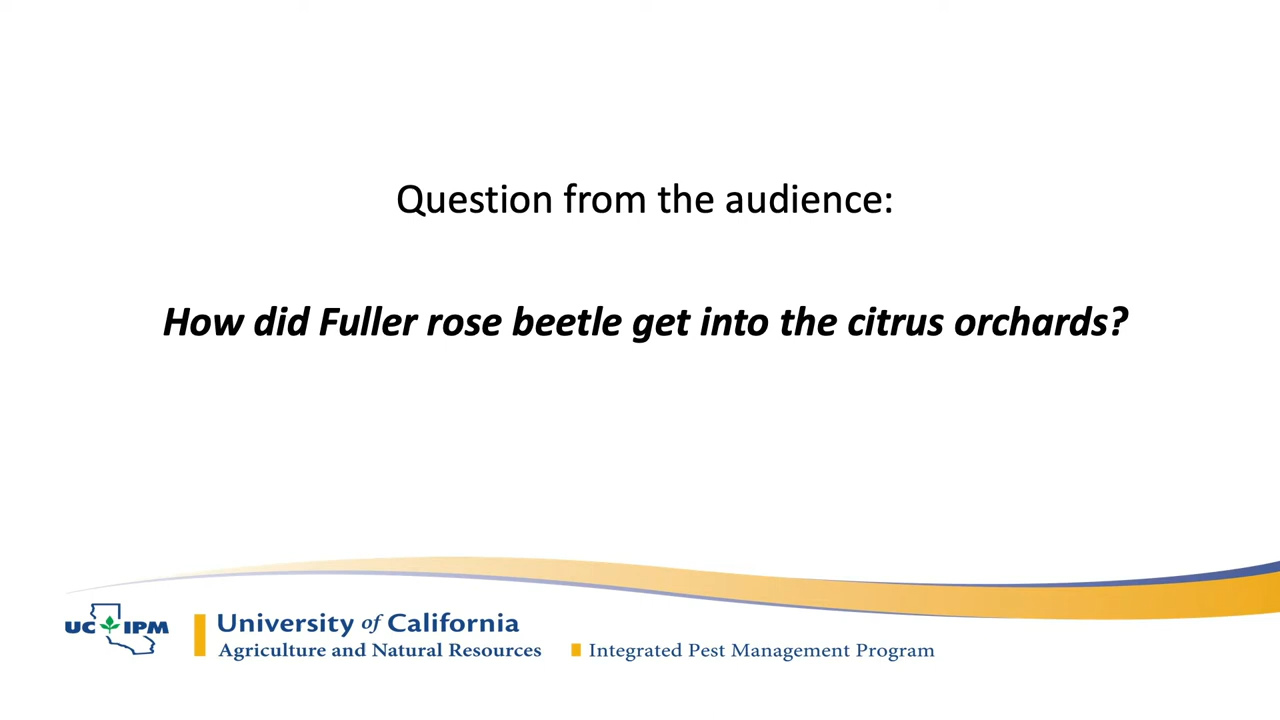 Question from the audience:
How did Fuller rose beetle get into the citrus orchards?
UC IPM
University of California
Agriculture and Natural Resources
Integrated Pest Management Program